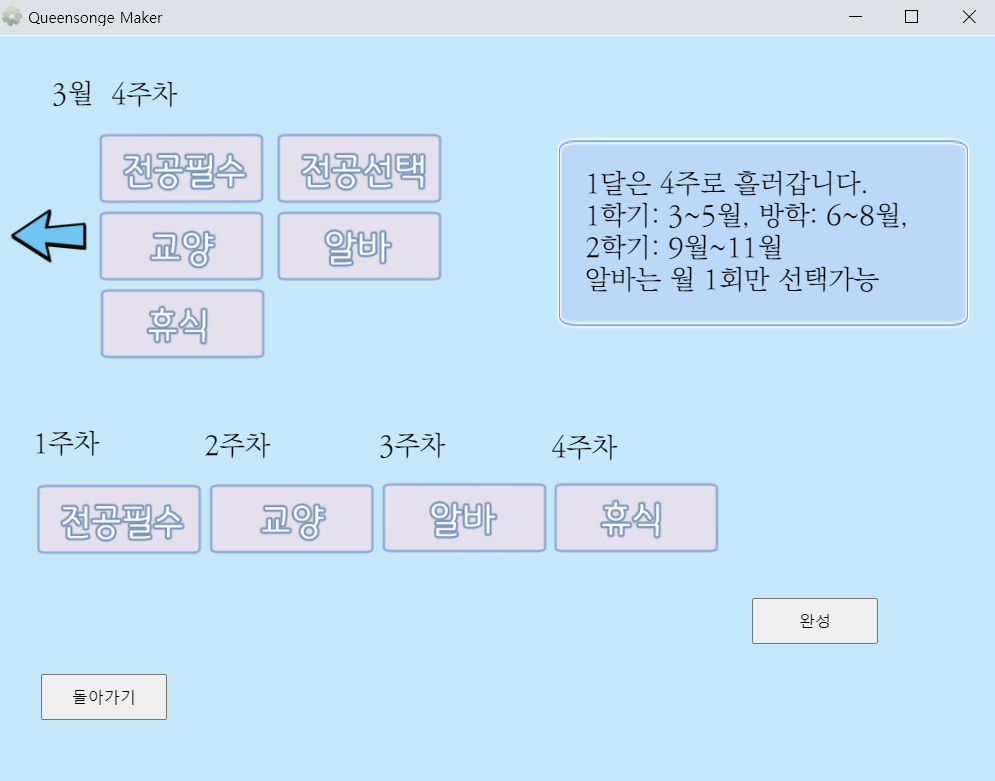 Queensonge Maker
3월 4주차
전공필수 전공선택
교양 알바
휴식
1달은 4주로 흘러갑니다.
1학기: 3~5월, 방학: 6~8월,
2학기: 9월~11월
알바는 월 1회만 선택가능
1주차 2주차 3주차 4주차
전공필수 교양 알바 휴식
완성
돌아가기